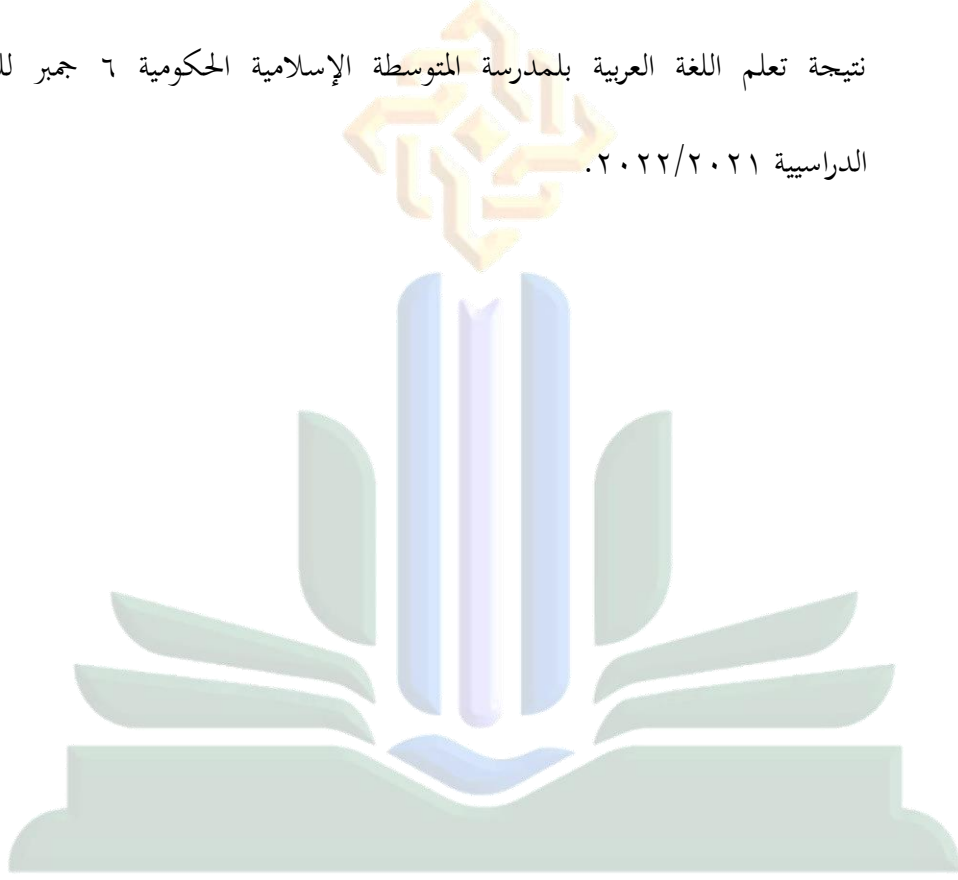 نتيجة تعلم اللغة العربية بلمدرسة المتوسطة الإسلامية الحكومية ٦ جمبر
الدراسيية ٢٠٢٢/٢٠٢١.